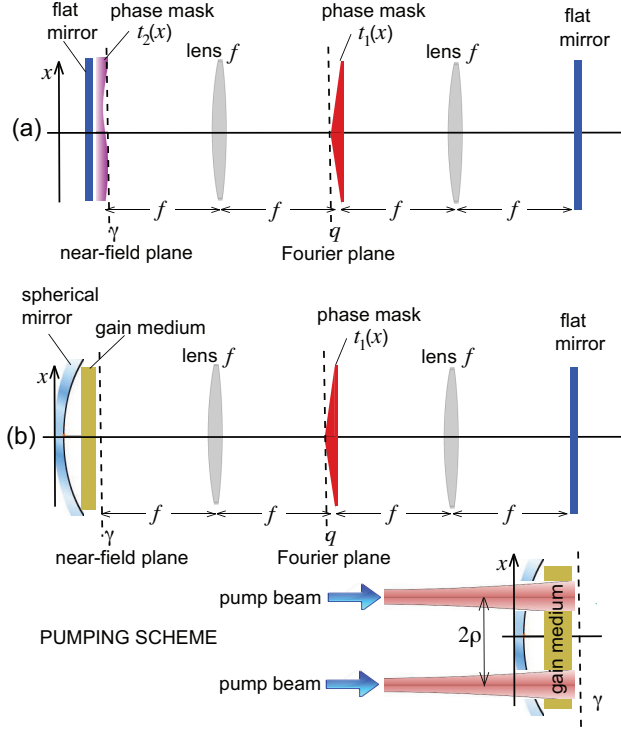 flat
mirror
phase mask
t₂(x)
lens f
phase mask
t₁(x)
lens f
flat
mirror
x
(a)
f
f
f
f
γ
q
near-field plane
Fourier plane
spherical
mirror
gain medium
lens f
phase mask
t₁(x)
lens f
flat
mirror
x
(b)
f
f
f
f
γ
q
near-field plane
Fourier plane
x
pump beam
PUMPING SCHEME
2ρ
gain medium
pump beam
γ